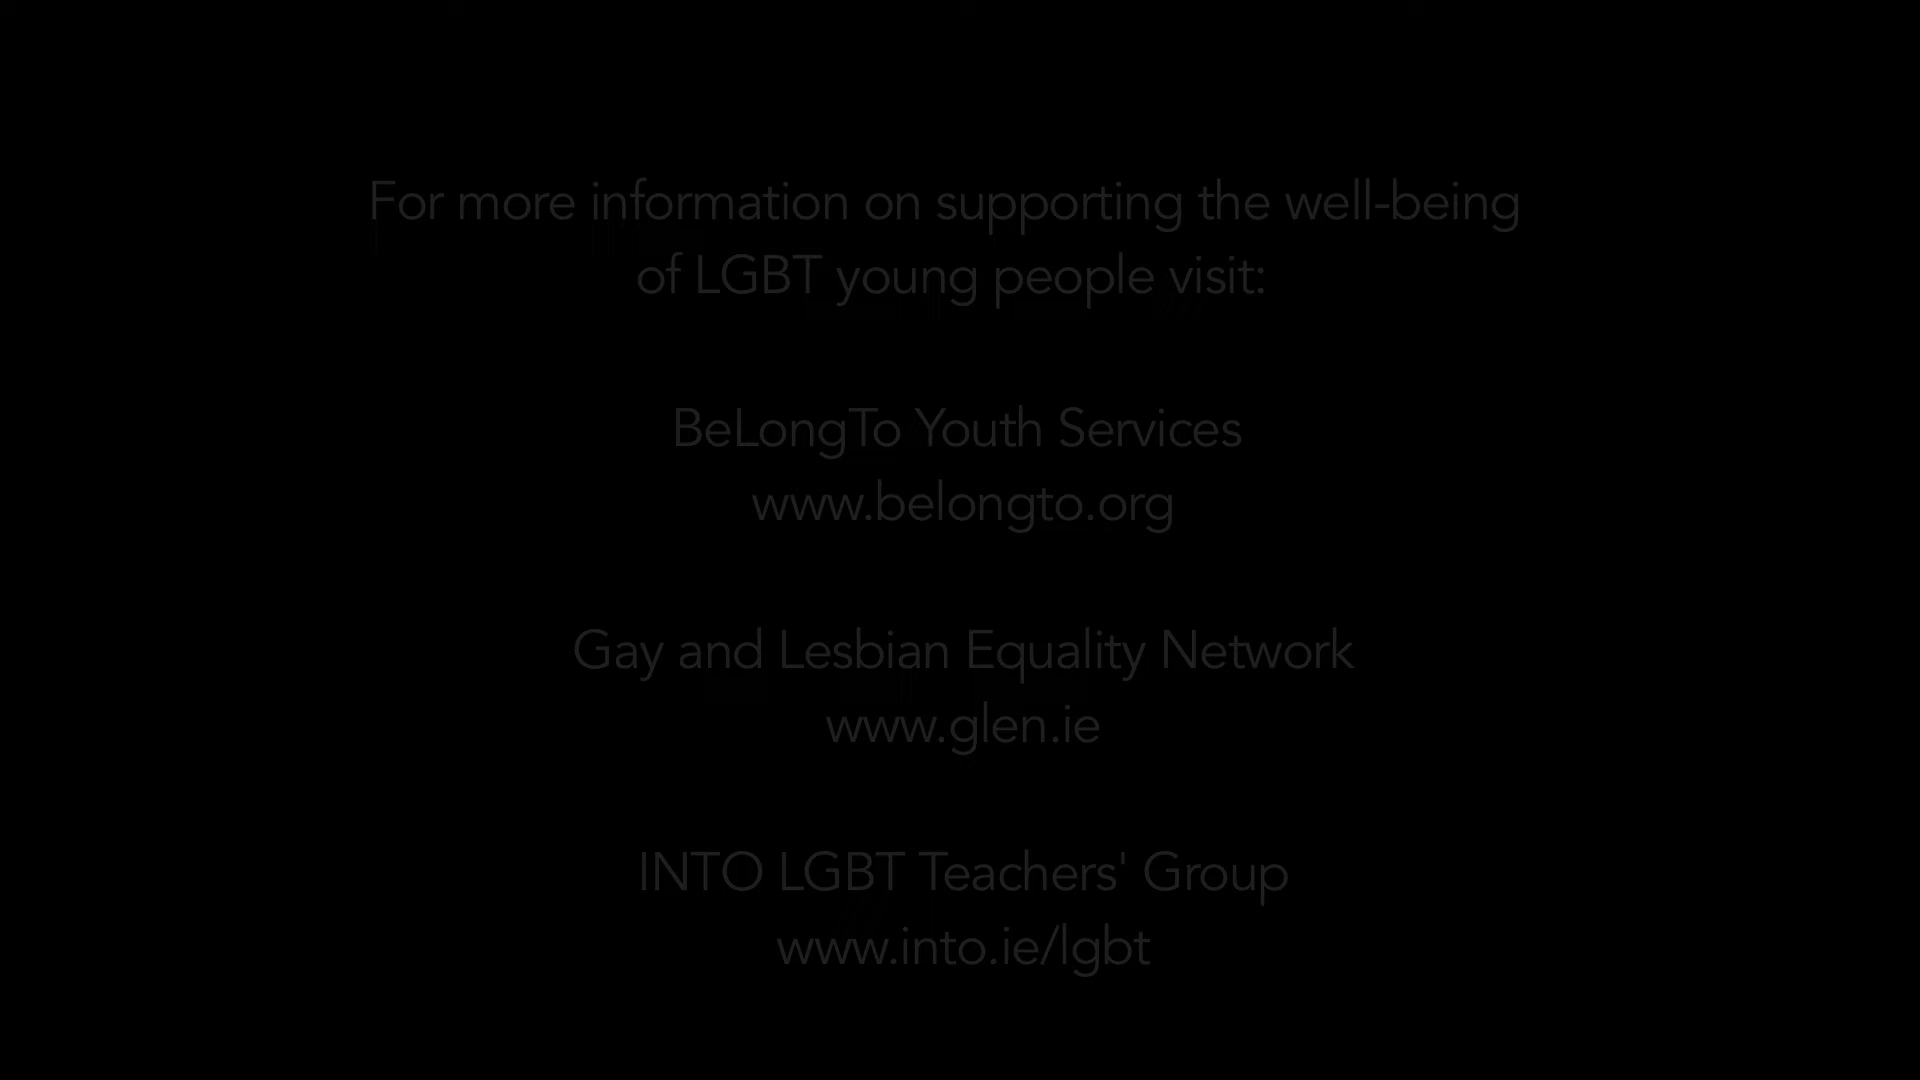 For more information on supporting the well-being
of LGBT young people visit:
BeLongTo Youth Services
www.belongto.org
Gay and Lesbian Equality Network
www.glen.ie
INTO LGBT Teachers' Group
www.into.ie/lgbt